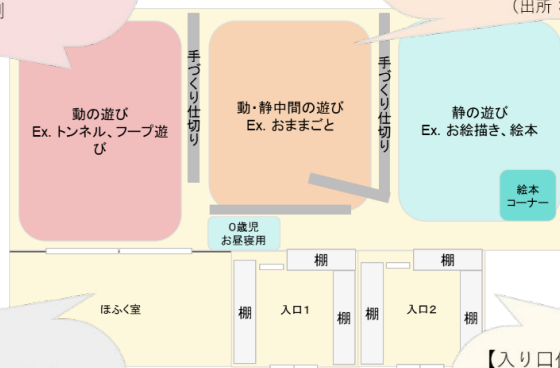 (出所:
動の遊び
Ex. トンネル、フープ遊
び
手づくり仕切り
動・静中間の遊び
Ex. おままごと
手づくり仕切り
静の遊び
Ex. お絵描き、絵本
絵本
コーナー
0歳児
お昼寝用
ほふく室
棚
棚
入口1
棚
棚
棚
入口2
棚
【入り口